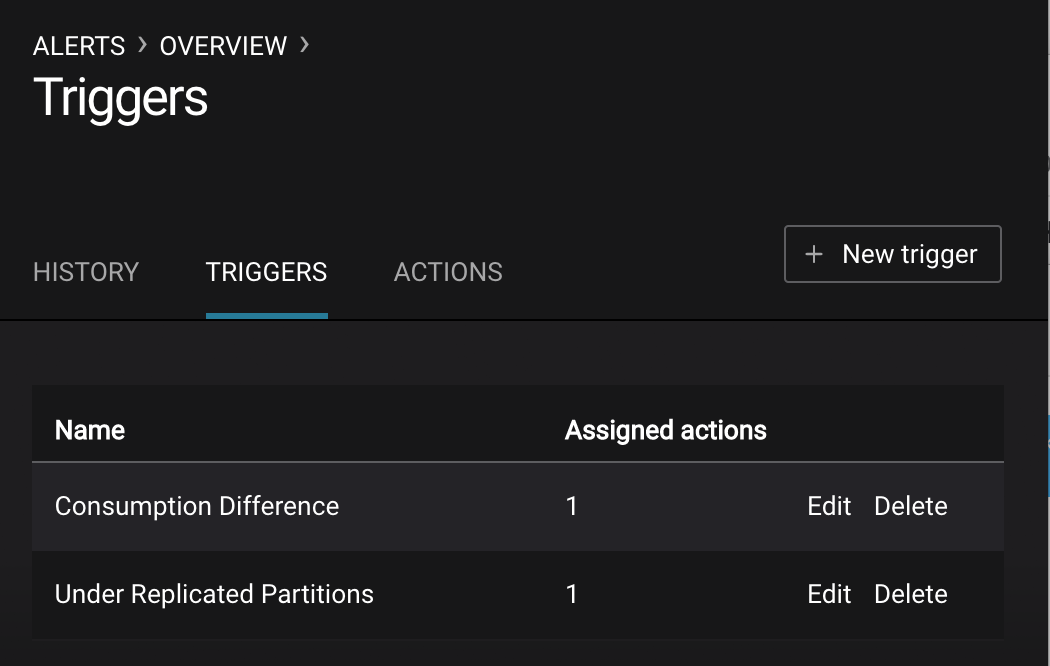 ALERTS › OVERVIEW ›
Triggers
HISTORY TRIGGERS ACTIONS + New trigger
Name Assigned actions
Consumption Difference 1 Edit Delete
Under Replicated Partitions 1 Edit Delete